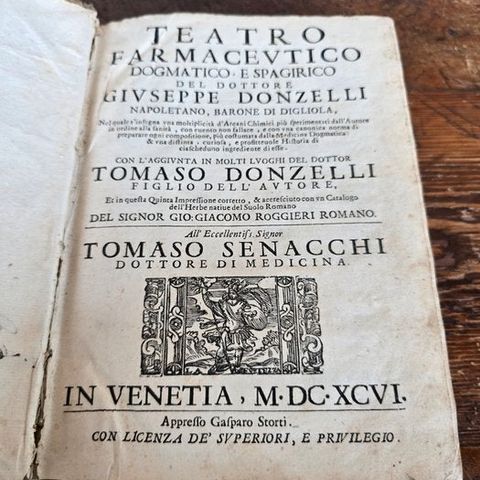 TEATRO
FARMACEVTICO
DOGMATICO, E SPAGIRICO
DEL DOTTORE
GIVSEPPE DONZELLI
NAPOLETANO, BARONE DI DIGLIOLA,
Nel quale s'insegna vna moltiplicità d'Arcani Chimici più sperimentati dall'Autore
in ordine alla sanità, con euento non fallace, e con vna canonica norma di
preparare ogni compositione, più costumata dalla Medicina Dogmatica:
& vna distinta, curiosa, e profitteuole Historia di
ciascheduno ingrediente di esse.
CON L'AGGIVNTA IN MOLTI LVOGHI DEL DOTTOR
TOMASO DONZELLI
FIGLIO DELL'AVTORE,
Et in questa Quinta Impressione corretto, & accresciuto con vn Catalogo
dell'Herbe natiue del Suolo Romano
DEL SIGNOR GIO: GIACOMO ROGGIERI ROMANO.
All'Eccellentiss. Signor
TOMASO SENACCHI
DOTTORE DI MEDICINA.
IN VENETIA, M.DC.XCVI.
Appresso Gasparo Storti.
CON LICENZA DE' SVPERIORI, E PRIVILEGIO.